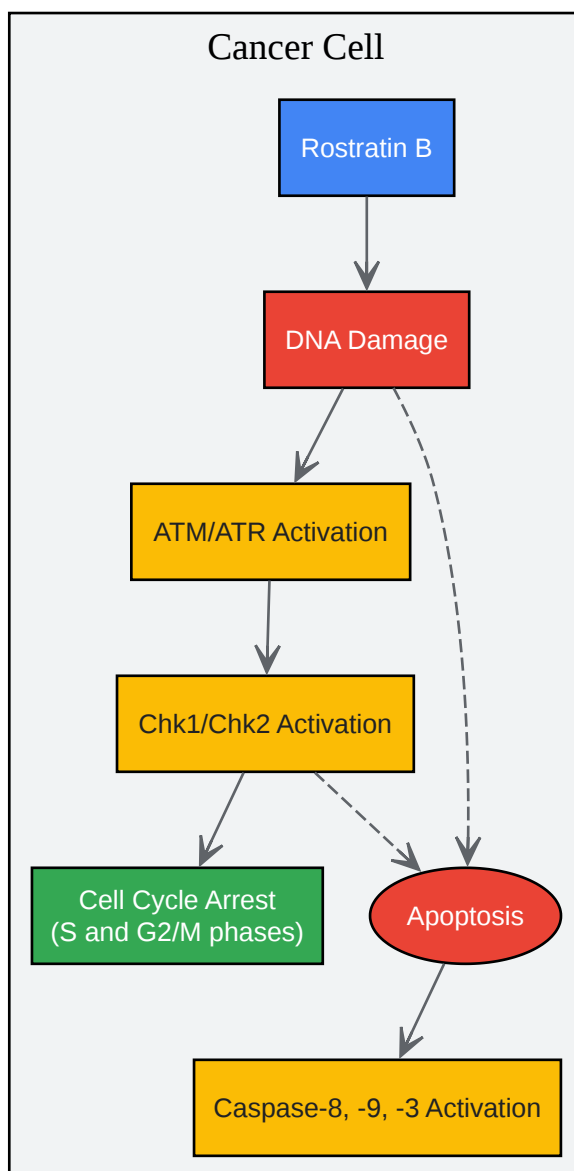 Cancer Cell
Rostratin B
DNA Damage
ATM/ATR Activation
Chk1/Chk2 Activation
Cell Cycle Arrest
(S and G2/M phases)
Apoptosis
Caspase-8, -9, -3 Activation